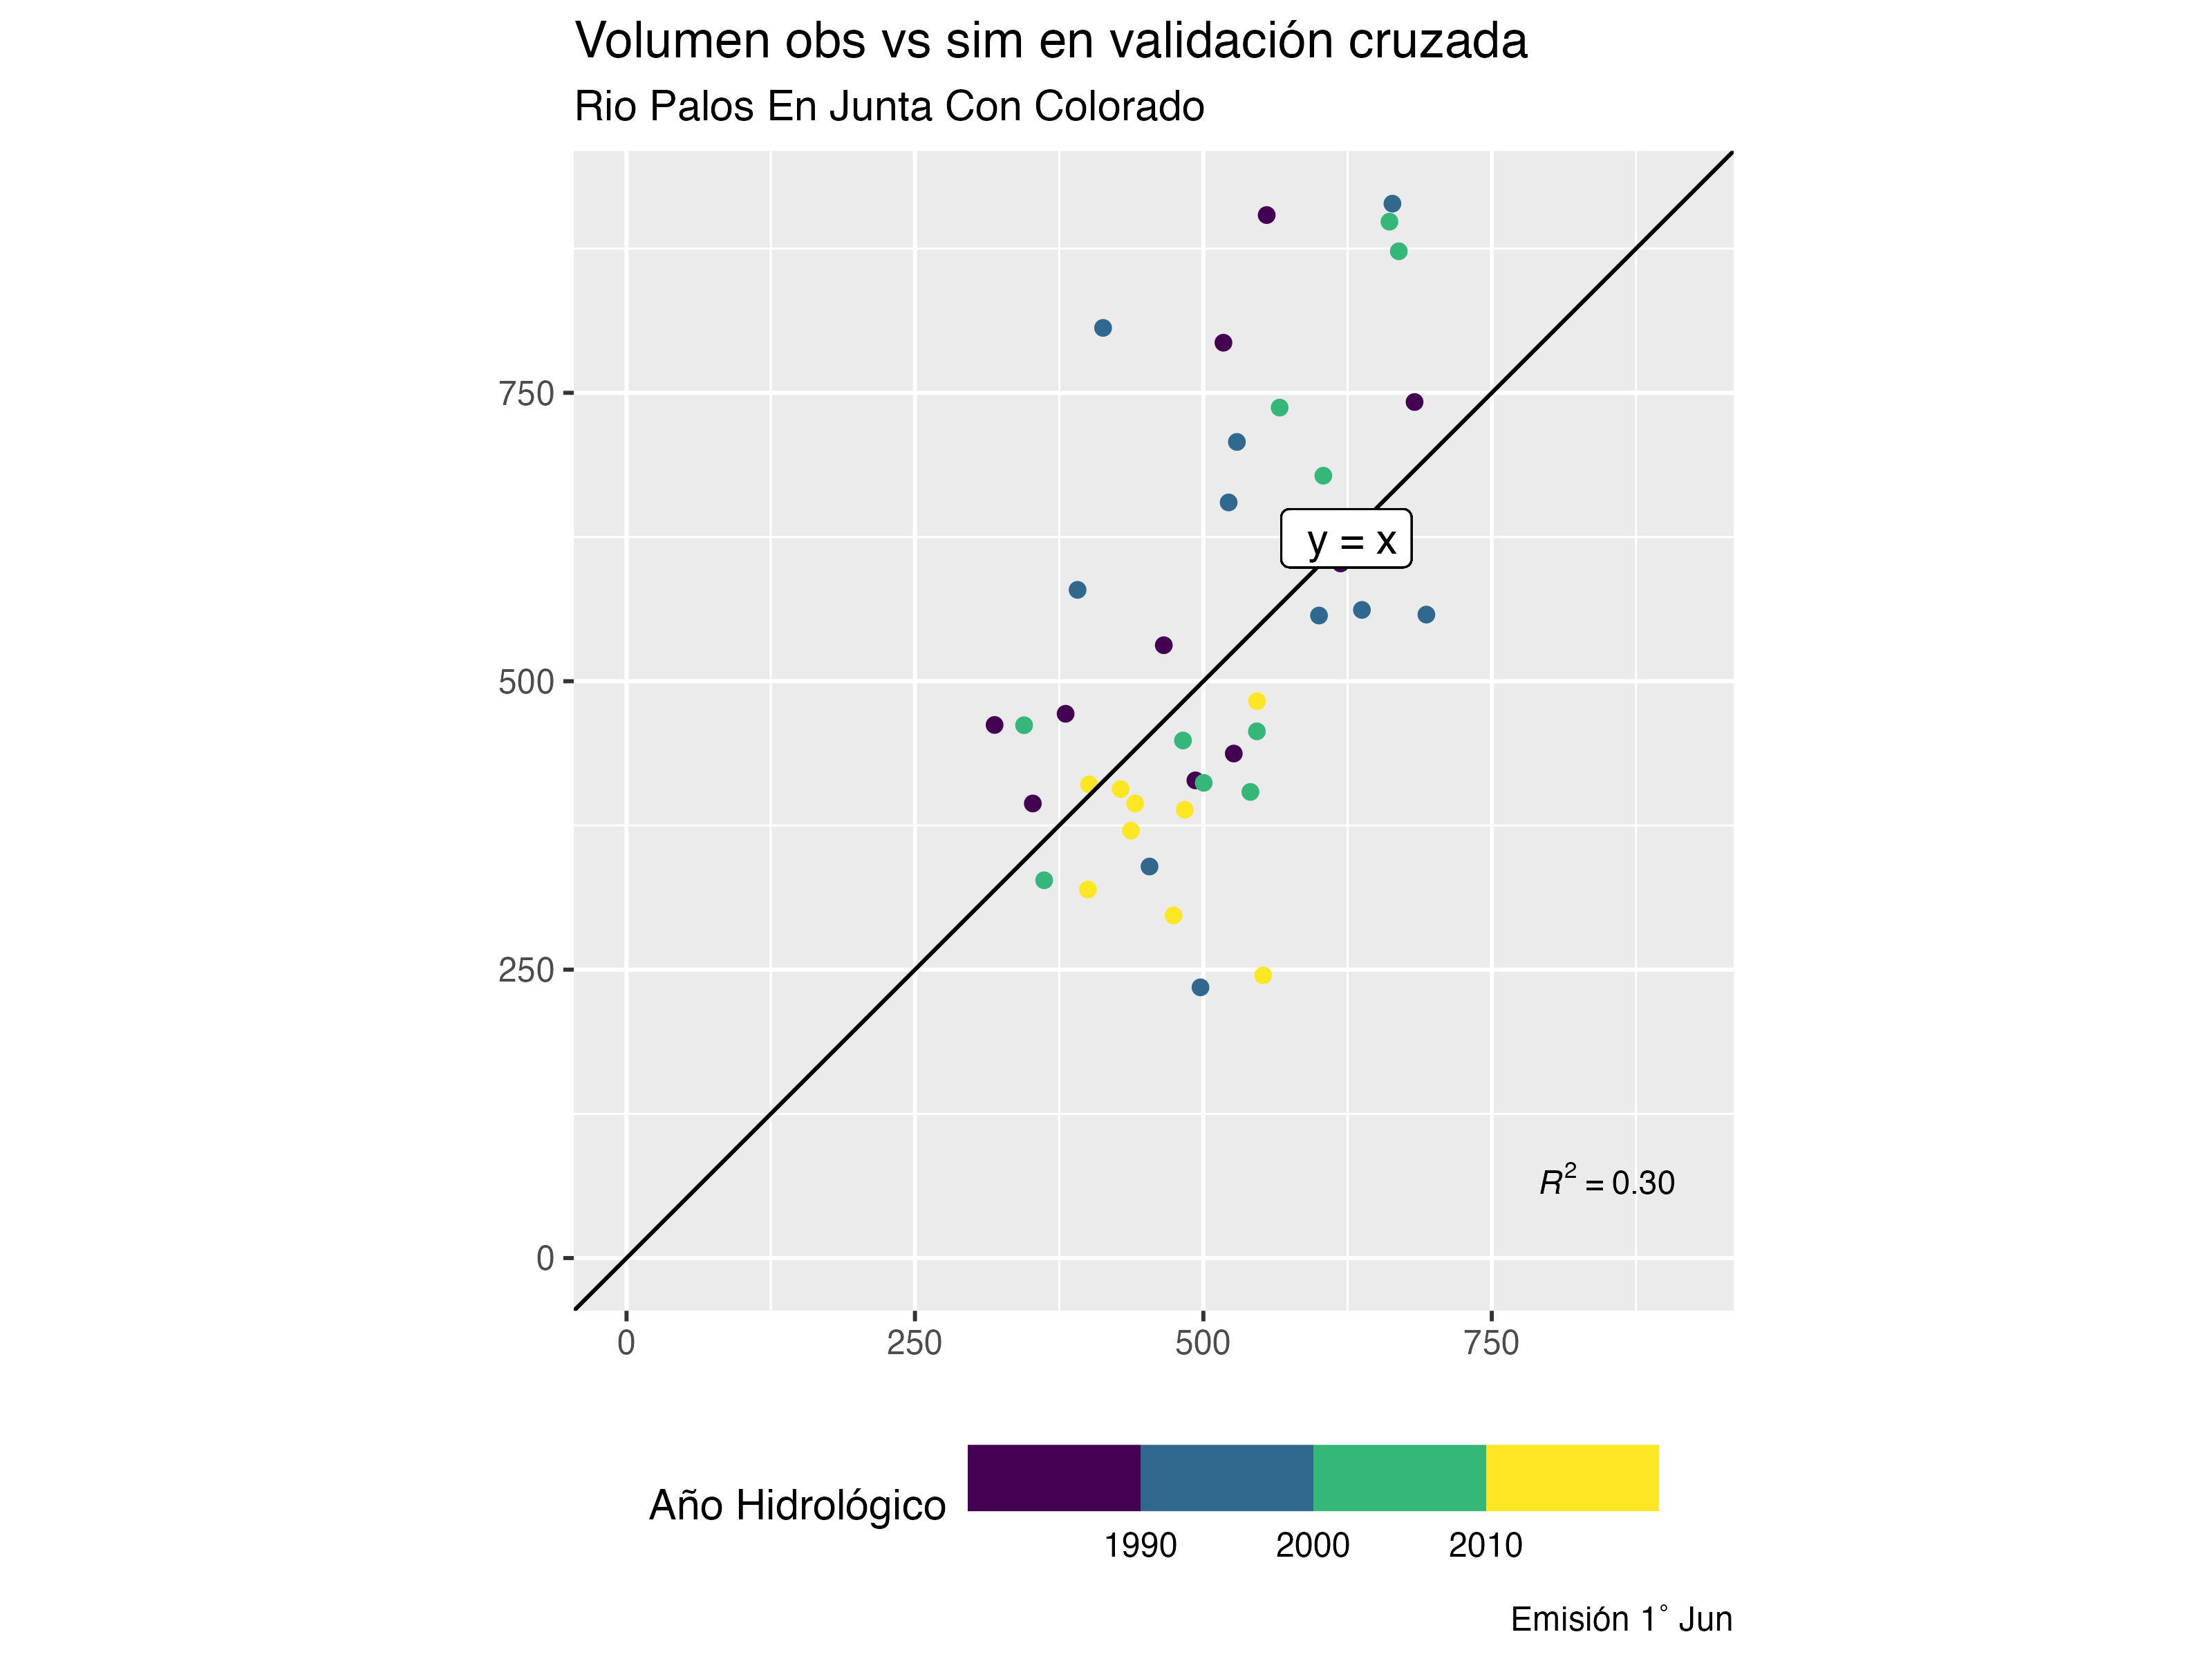 Volumen obs vs sim en validación cruzada
Rio Palos En Junta Con Colorado
750
500
250
0
y = x
R² = 0.30
0 250 500 750
Año Hidrológico
1990 2000 2010
Emisión 1° Jun